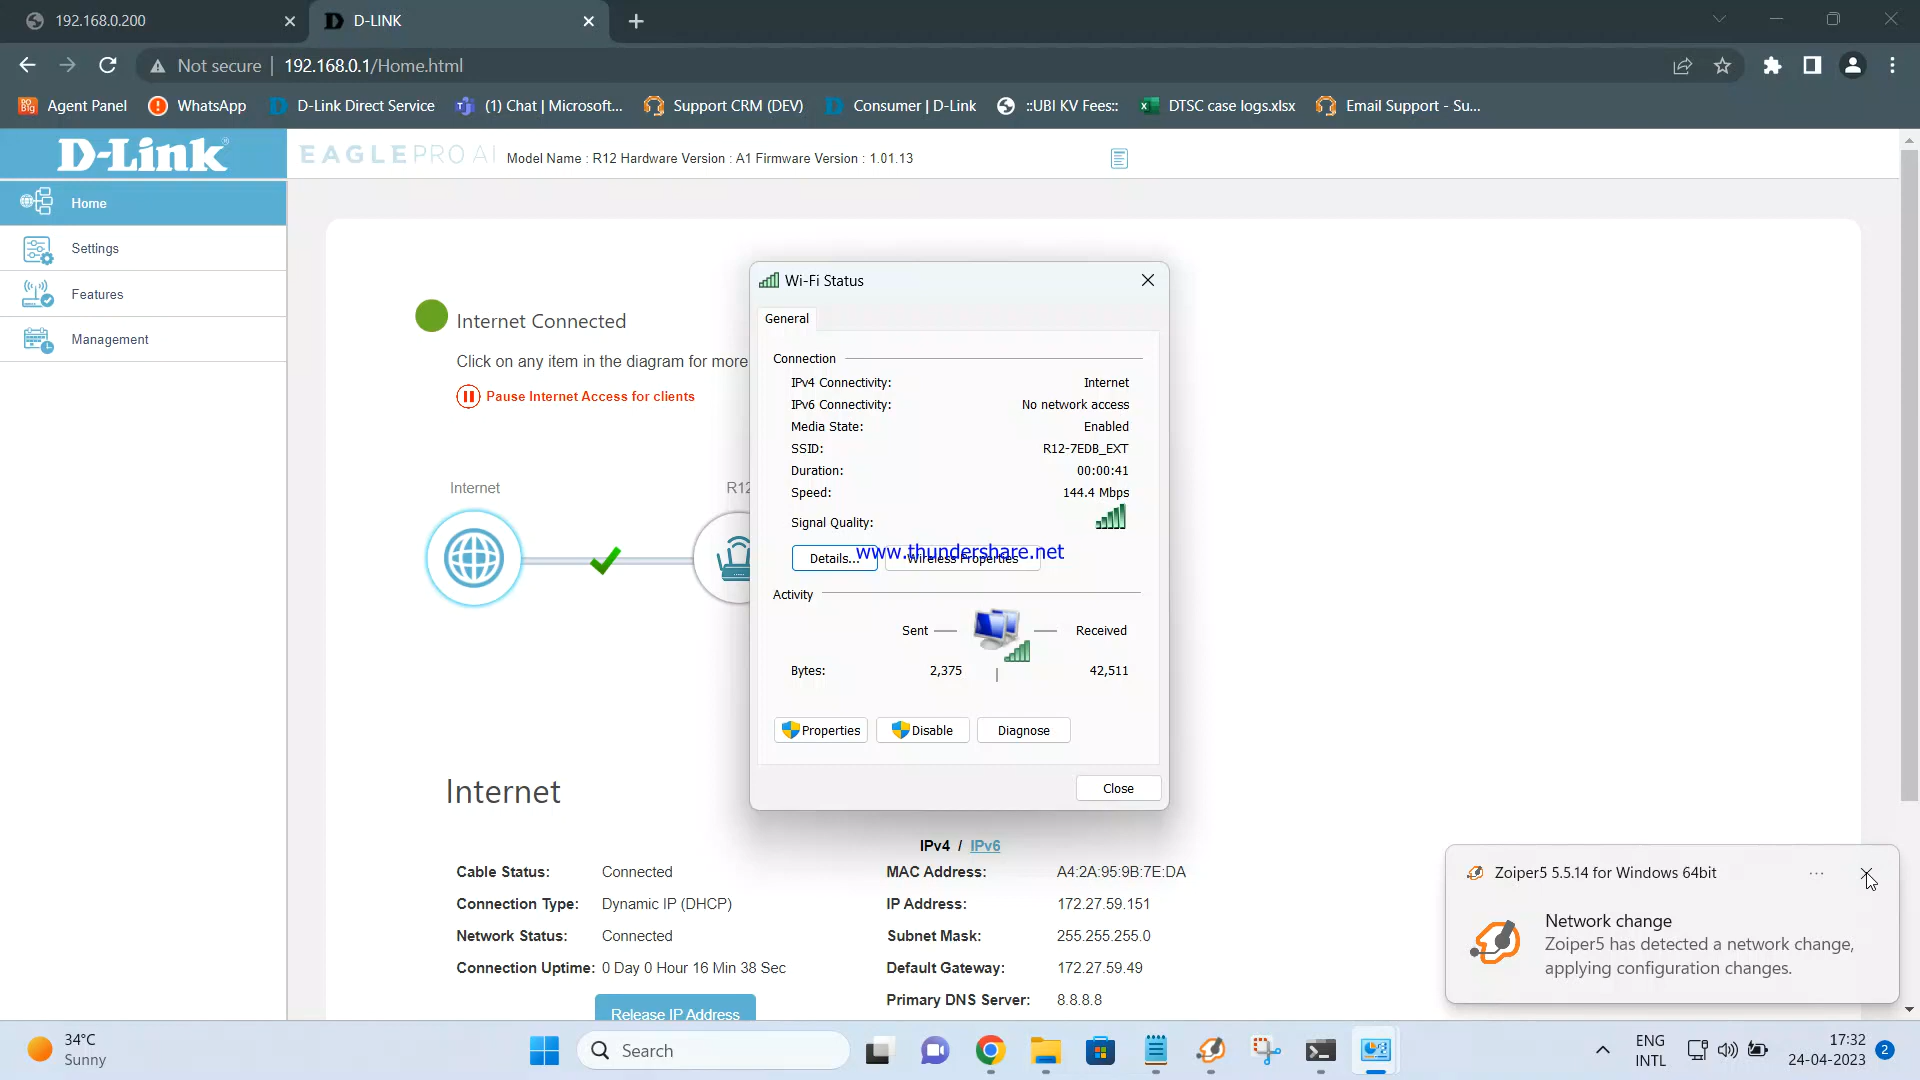 192.168.0.200
D-LINK
Not secure
192.168.0.1/Home.html
Agent Panel
WhatsApp
D-Link Direct Service
(1) Chat | Microsoft...
Support CRM (DEV)
Consumer | D-Link
::UBI KV Fees::
DTSC case logs.xlsx
Email Support - Su...
D-Link®
EAGLE PRO AI
Model Name : R12 Hardware Version : A1 Firmware Version : 1.01.13
Home
Settings
Features
Management
Internet Connected
Click on any item in the diagram for more
Pause Internet Access for clients
Internet
R12
Wi-Fi Status
General
Connection
IPv4 Connectivity: Internet
IPv6 Connectivity: No network access
Media State: Enabled
SSID: R12-7EDB_EXT
Duration: 00:00:41
Speed: 144.4 Mbps
Signal Quality:
Details...
Wireless Properties
www.thundershare.net
Activity
Sent
Received
Bytes: 2,375 42,511
Properties
Disable
Diagnose
Close
Internet
IPv4 / IPv6
Cable Status: Connected
Connection Type: Dynamic IP (DHCP)
Network Status: Connected
Connection Uptime: 0 Day 0 Hour 16 Min 38 Sec
Release IP Address
MAC Address: A4:2A:95:9B:7E:DA
IP Address: 172.27.59.151
Subnet Mask: 255.255.255.0
Default Gateway: 172.27.59.49
Primary DNS Server: 8.8.8.8
Zoiper5 5.5.14 for Windows 64bit
Network change
Zoiper5 has detected a network change,
applying configuration changes.
34°C
Sunny
Search
ENG
INTL
17:32
24-04-2023
2